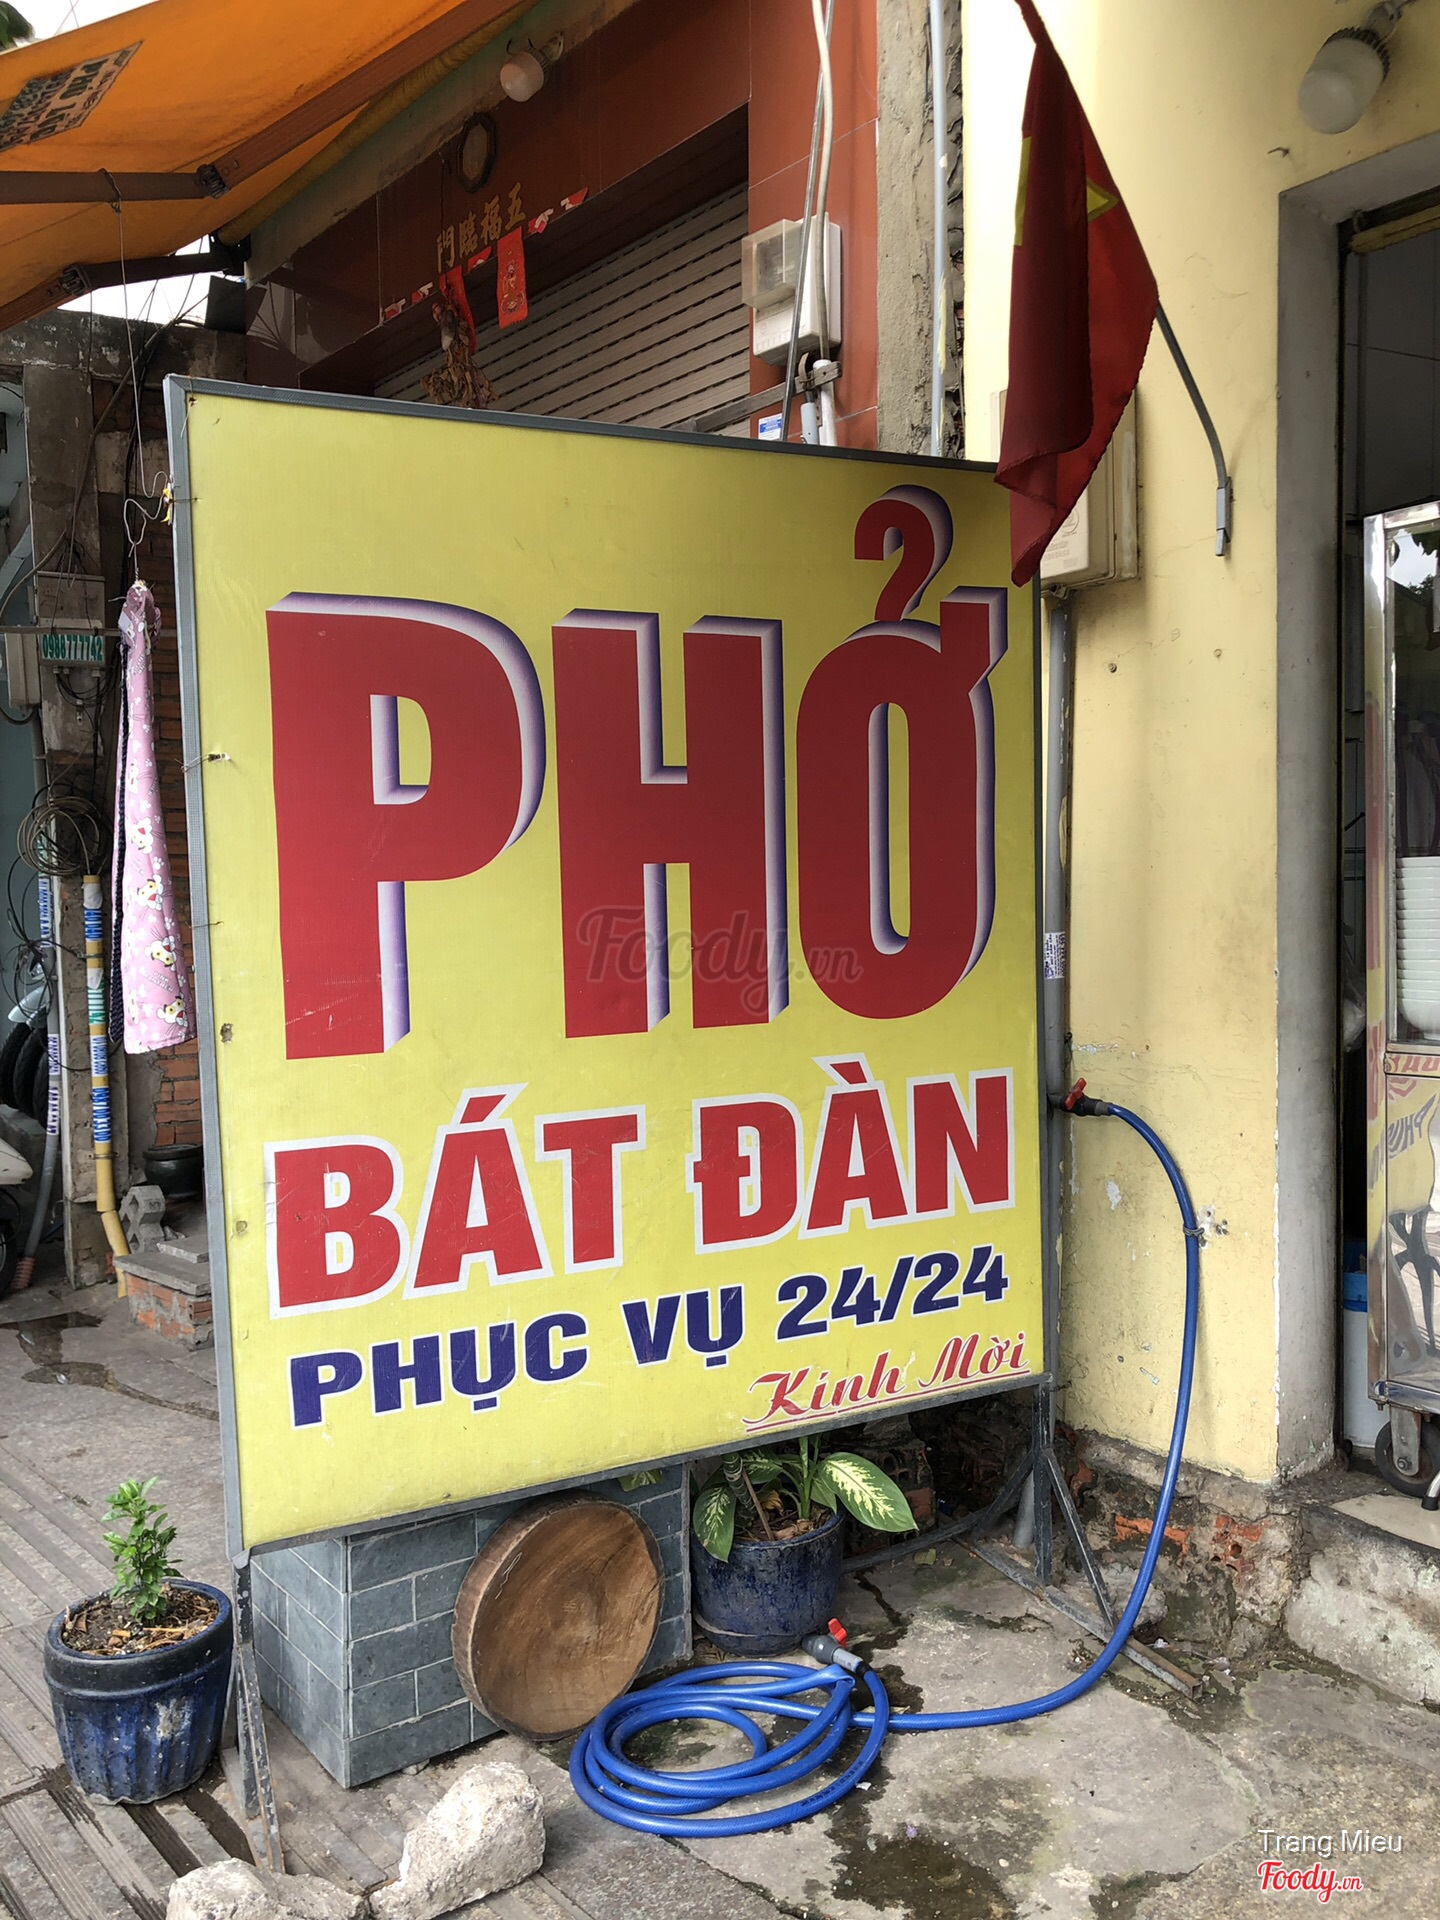 五福臨門
0988777742
PHỞ
BÁT ĐÀN
PHỤC VỤ 24/24
Kính Mời
Foody.vn
Trang Mieu
Foody.vn